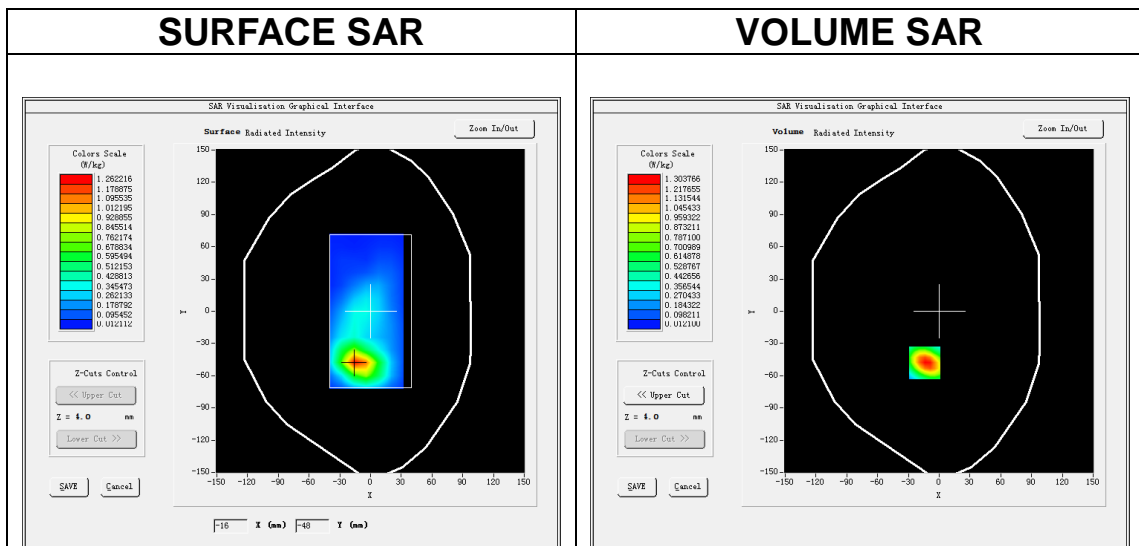 SURFACE SAR
VOLUME SAR
SAR Visualisation Graphical Interface
Surface Radiated Intensity
Zoom In/Out
Colors Scale
(W/kg)
1.262216
1.178875
1.095535
1.012195
0.928855
0.845514
0.762174
0.678834
0.595494
0.512153
0.428813
0.345473
0.262133
0.178792
0.095452
0.012112
150
120
90
60
30
0
-30
-60
-90
-120
-150
Y
-150 -120 -90 -60 -30 0 30 60 90 120 150
X
Z-Cuts Control
<< Upper Cut
Z = 4.0 mm
Lower Cut >>
SAVE Cancel
-16 X (mm) -48 Y (mm)
SAR Visualisation Graphical Interface
Volume Radiated Intensity
Zoom In/Out
Colors Scale
(W/kg)
1.303766
1.217655
1.131544
1.045433
0.959322
0.873211
0.787100
0.700989
0.614878
0.528767
0.442656
0.356544
0.270433
0.184322
0.098211
0.012100
150
120
90
60
30
0
-30
-60
-90
-120
-150
Y
-150 -120 -90 -60 -30 0 30 60 90 120 150
X
Z-Cuts Control
<< Upper Cut
Z = 4.0 mm
Lower Cut >>
SAVE Cancel